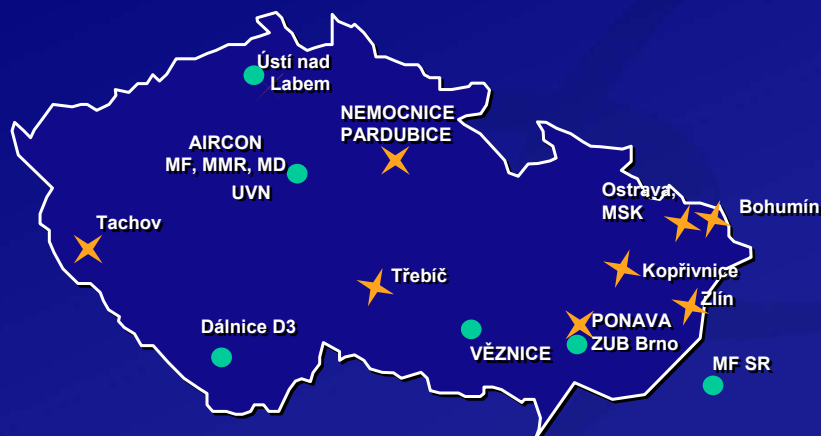 Ústí nad
Labem
NEMOCNICE
PARDUBICE
AIRCON
MF, MMR, MD
UVN
Ostrava,
MSK
Bohumín
Tachov
Kopřivnice
Třebíč
Zlín
Dálnice D3
PONAVA
ZUB Brno
VĚZNICE
MF SR